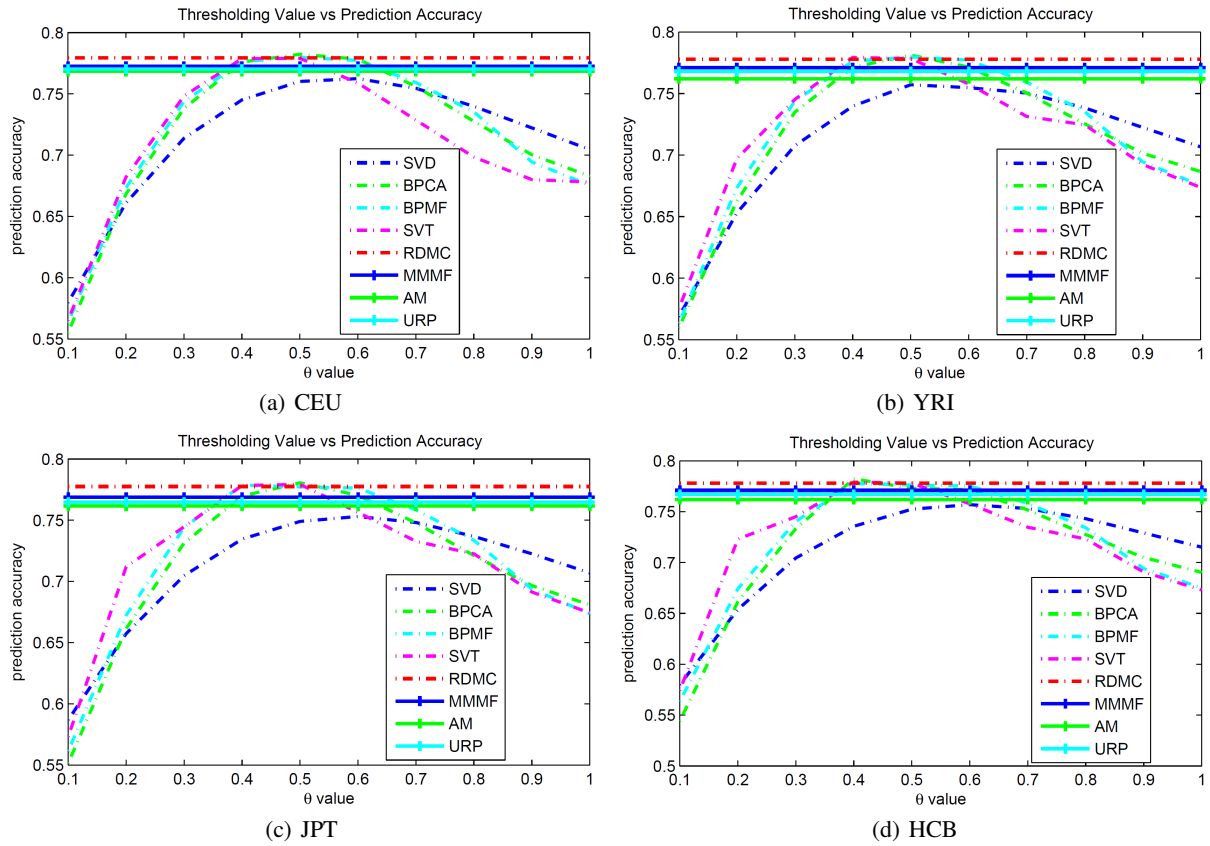 Thresholding Value vs Prediction Accuracy
prediction accuracy
0.8
0.75
0.7
0.65
0.6
0.55
SVD
BPCA
BPMF
SVT
RDMC
MMMF
AM
URP
0.1 0.2 0.3 0.4 0.5 0.6 0.7 0.8 0.9 1
θ value
(a) CEU
Thresholding Value vs Prediction Accuracy
prediction accuracy
0.8
0.75
0.7
0.65
0.6
0.55
SVD
BPCA
BPMF
SVT
RDMC
MMMF
AM
URP
0.1 0.2 0.3 0.4 0.5 0.6 0.7 0.8 0.9 1
θ value
(b) YRI
Thresholding Value vs Prediction Accuracy
prediction accuracy
0.8
0.75
0.7
0.65
0.6
0.55
SVD
BPCA
BPMF
SVT
RDMC
MMMF
AM
URP
0.1 0.2 0.3 0.4 0.5 0.6 0.7 0.8 0.9 1
θ value
(c) JPT
Thresholding Value vs Prediction Accuracy
prediction accuracy
0.8
0.75
0.7
0.65
0.6
0.55
0.5
SVD
BPCA
BPMF
SVT
RDMC
MMMF
AM
URP
0.1 0.2 0.3 0.4 0.5 0.6 0.7 0.8 0.9 1
θ value
(d) HCB